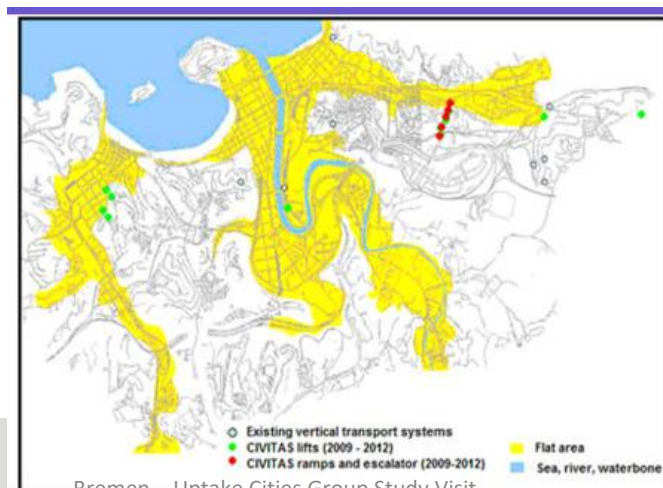 Existing vertical transport systems
CIVITAS lifts (2009 - 2012)
CIVITAS ramps and escalator (2009-2012)
Flat area
Sea, river, waterbone
Bremen – Uptake Cities Group Study Visit